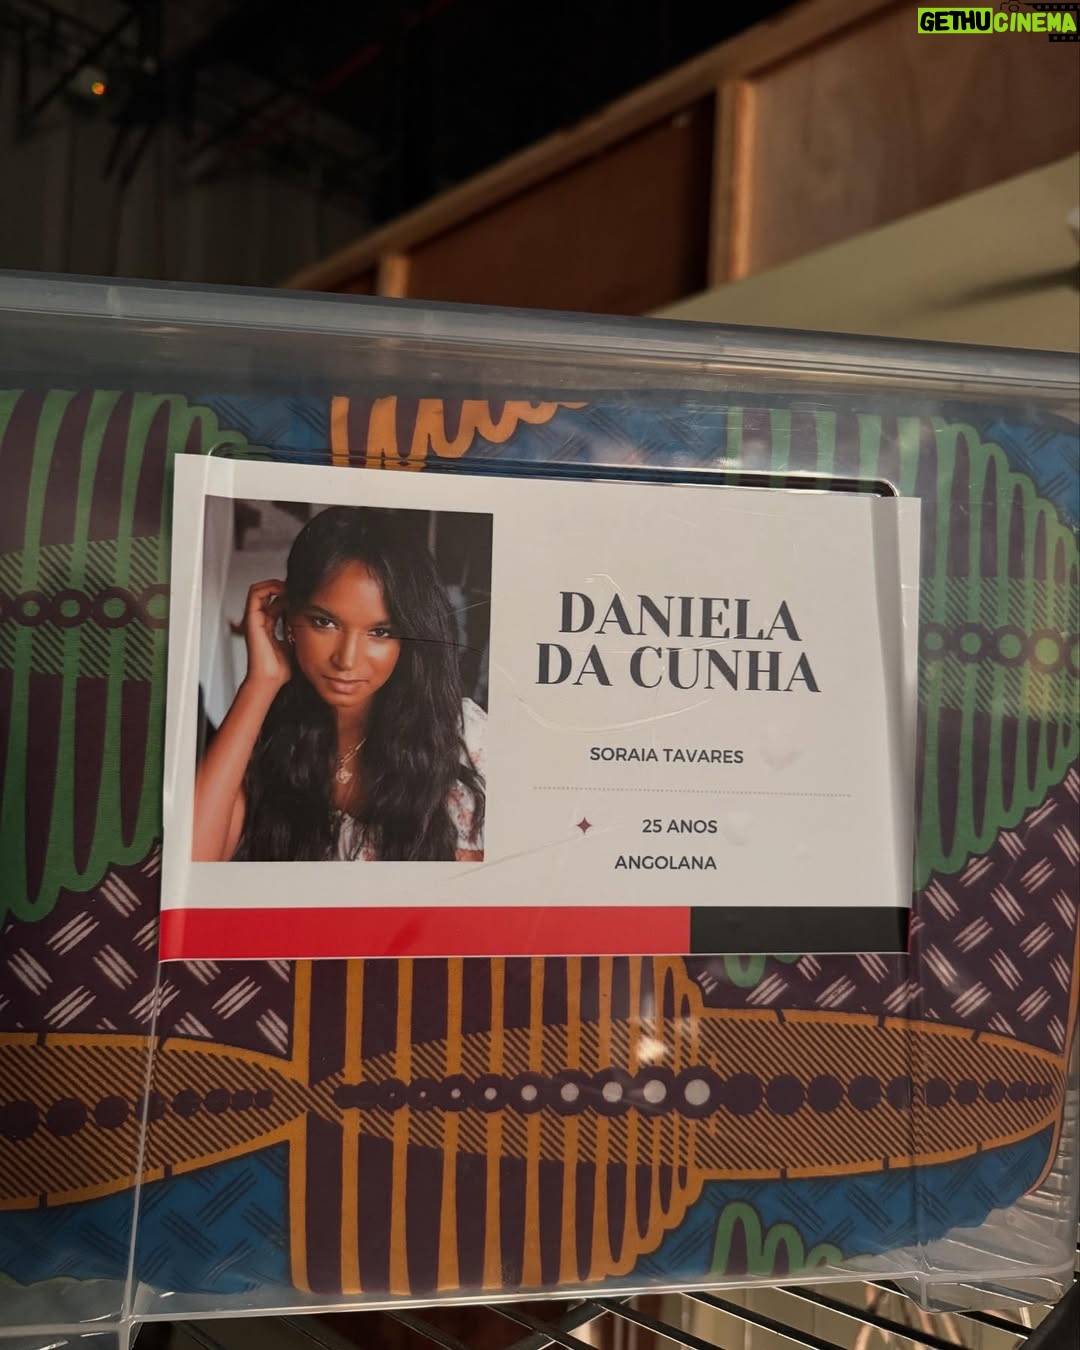 GETHUCINEMA
DANIELA
DA CUNHA
SORAIA TAVARES
25 ANOS
ANGOLANA